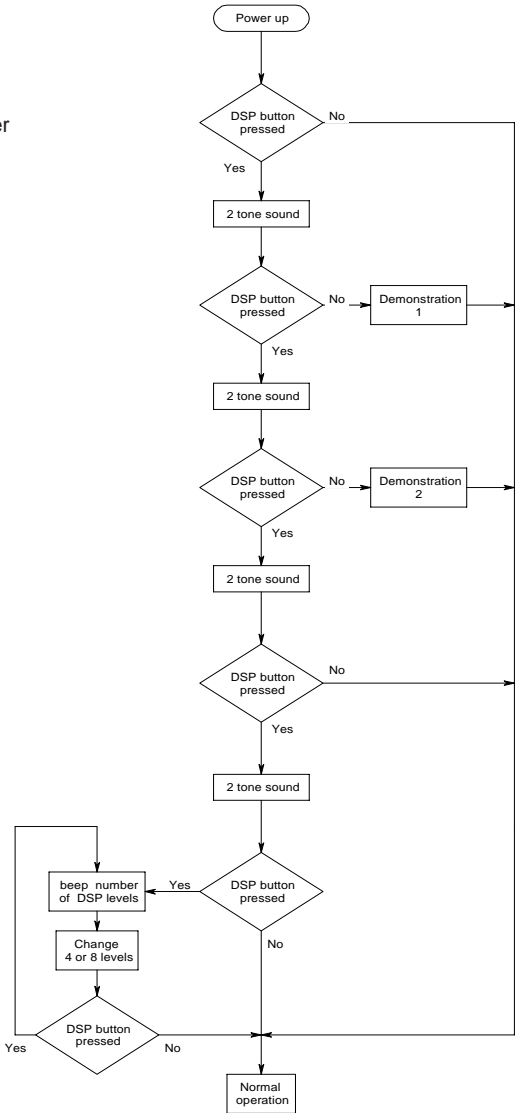 Power up
DSP button
pressed
No
Yes
2 tone sound
DSP button
pressed
No
Demonstration
1
Yes
2 tone sound
DSP button
pressed
No
Demonstration
2
Yes
2 tone sound
DSP button
pressed
No
Yes
2 tone sound
DSP button
pressed
Yes
No
beep number
of DSP levels
Change
4 or 8 levels
DSP button
pressed
Yes
No
Normal
operation